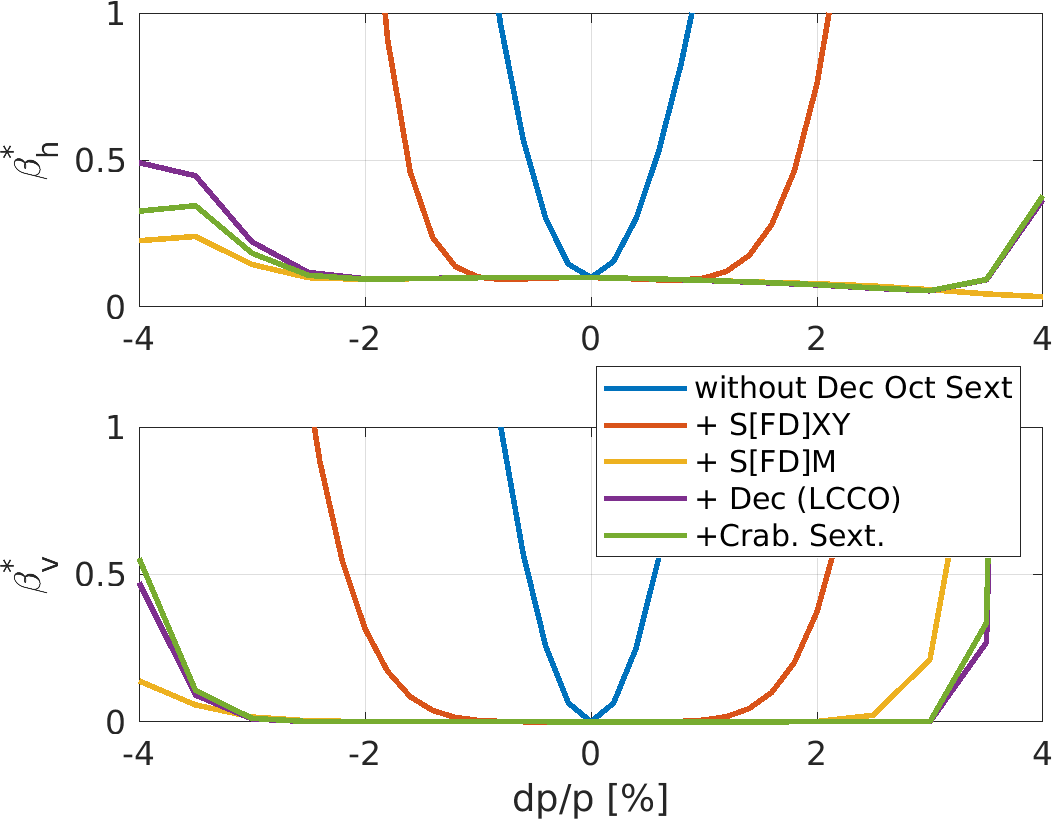 1
0.5
0
β*h
-4 -2 0 2 4
without Dec Oct Sext
+ S[FD]XY
+ S[FD]M
+ Dec (LCCO)
+Crab. Sext.
1
0.5
0
β*v
-4 -2 0 2 4
dp/p [%]